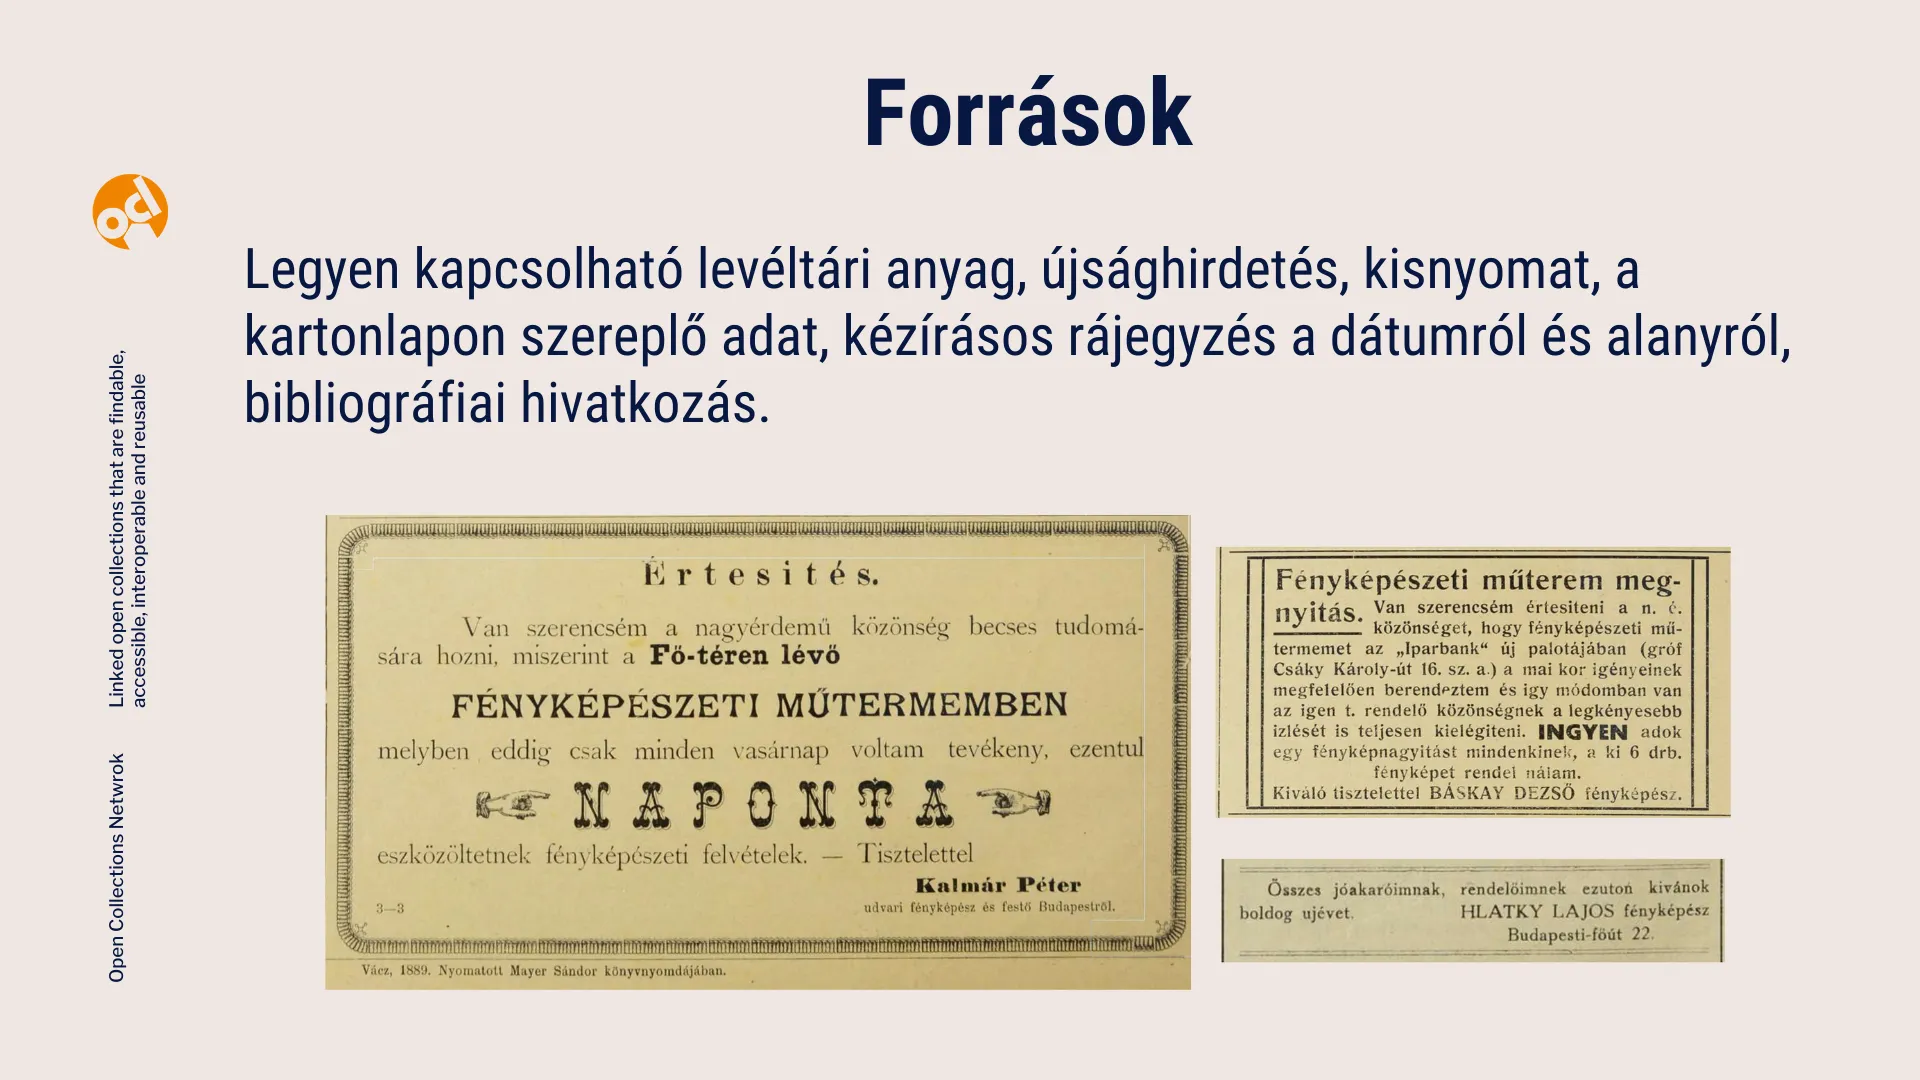 Források
ocd
Legyen kapcsolható levéltári anyag, újsághirdetés, kisnyomat, a
kartonlapon szereplő adat, kézírásos rájegyzés a dátumról és alanyról,
bibliográfiai hivatkozás.
Linked open collections that are findable,
accessible, interoperable and reusable
Open Collections Netwrok
Értesités.
Van szerencsém a nagyérdemű közönség becses tudomá-
sára hozni, miszerint a Fő-téren lévő
FÉNYKÉPÉSZETI MŰTERMEMBEN
melyben eddig csak minden vasárnap voltam tevékeny, ezentul
NAPONTA
eszközöltetnek fényképészeti felvételek. — Tisztelettel
Kalmár Péter
3—3 udvari fényképész és festő Budapestről.
Vácz, 1889. Nyomatott Mayer Sándor könyvnyomdájában.
Fényképészeti műterem meg-
nyitás. Van szerencsém értesiteni a n. é.
közönséget, hogy fényképészeti mű-
termemet az „Iparbank“ új palotájában (gróf
Csáky Károly-út 16. sz. a.) a mai kor igényeinek
megfelelően berendeztem és igy módomban van
az igen t. rendelő közönségnek a legkényesebb
izlését is teljesen kielégiteni. INGYEN adok
egy fényképnagyitást mindenkinek, a ki 6 drb.
fényképet rendel nálam.
Kiváló tisztelettel BÁSKAY DEZSŐ fényképész.
Összes jóakaróimnak, rendelőimnek ezuton kivánok
boldog ujévet. HLATKY LAJOS fényképész
Budapesti-főút 22.